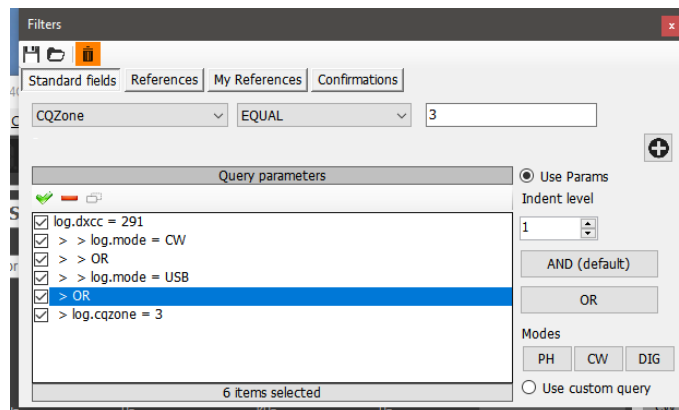 Filters
x
Standard fields References My References Confirmations
CQZone EQUAL 3
Query parameters
Use Params
Indent level
log.dxcc = 291
1
> > log.mode = CW
> > OR
AND (default)
> > log.mode = USB
> OR
OR
> log.cqzone = 3
Modes
PH CW DIG
6 items selected
Use custom query